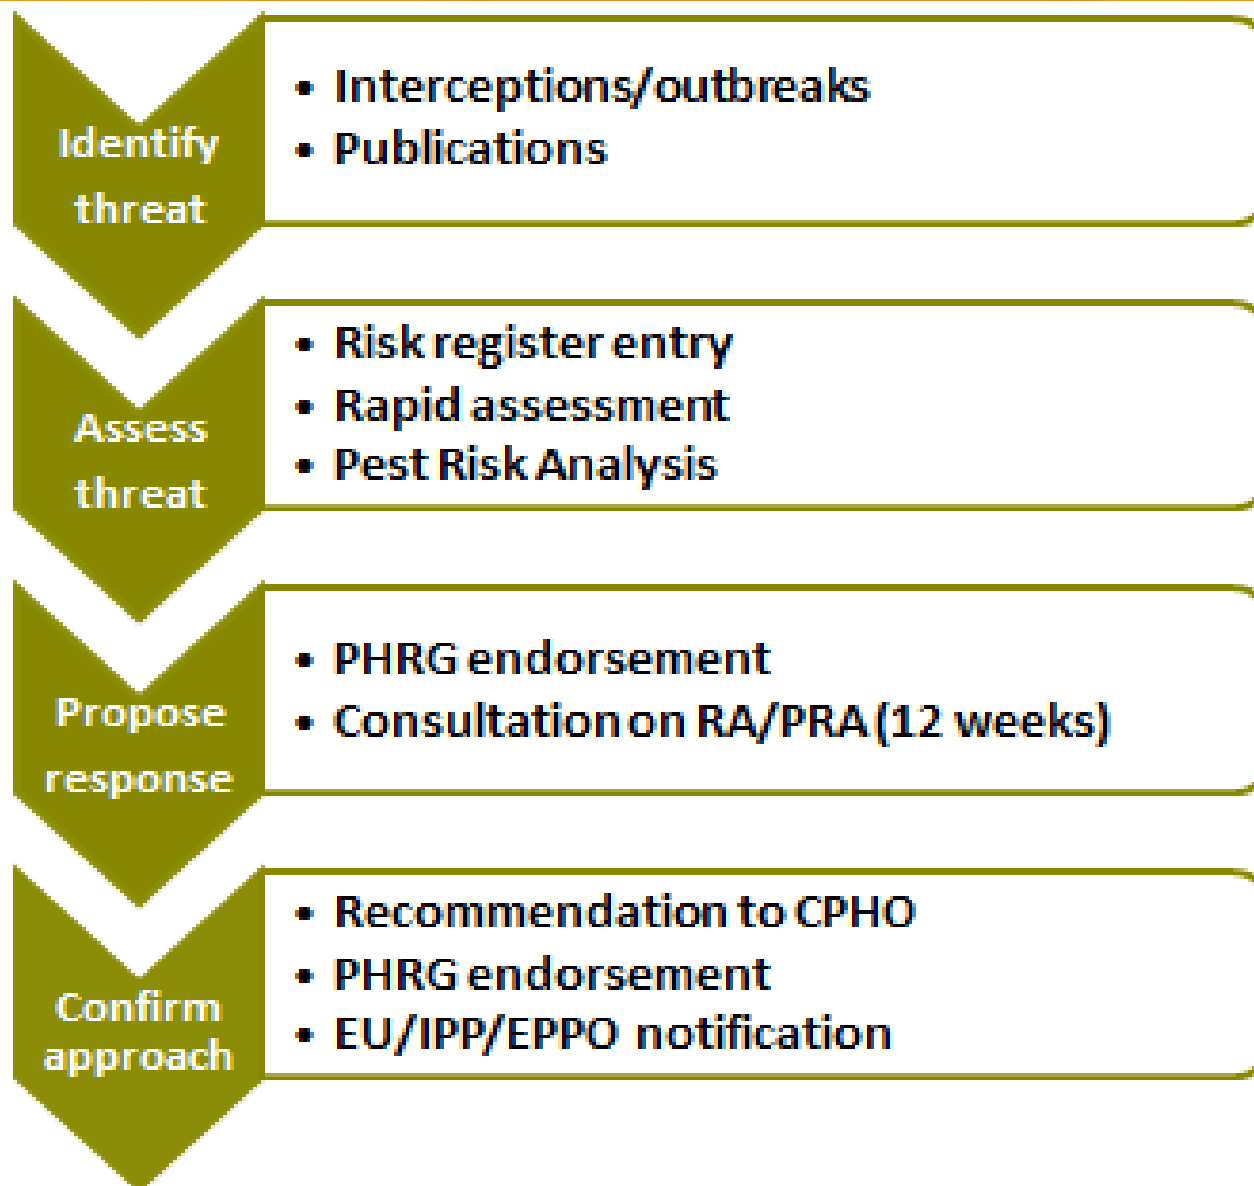 Identify
threat
• Interceptions/outbreaks
• Publications
Assess
threat
• Risk register entry
• Rapid assessment
• Pest Risk Analysis
Propose
response
• PHRG endorsement
• Consultation on RA/PRA (12 weeks)
Confirm
approach
• Recommendation to CPHO
• PHRG endorsement
• EU/IPP/EPPO notification